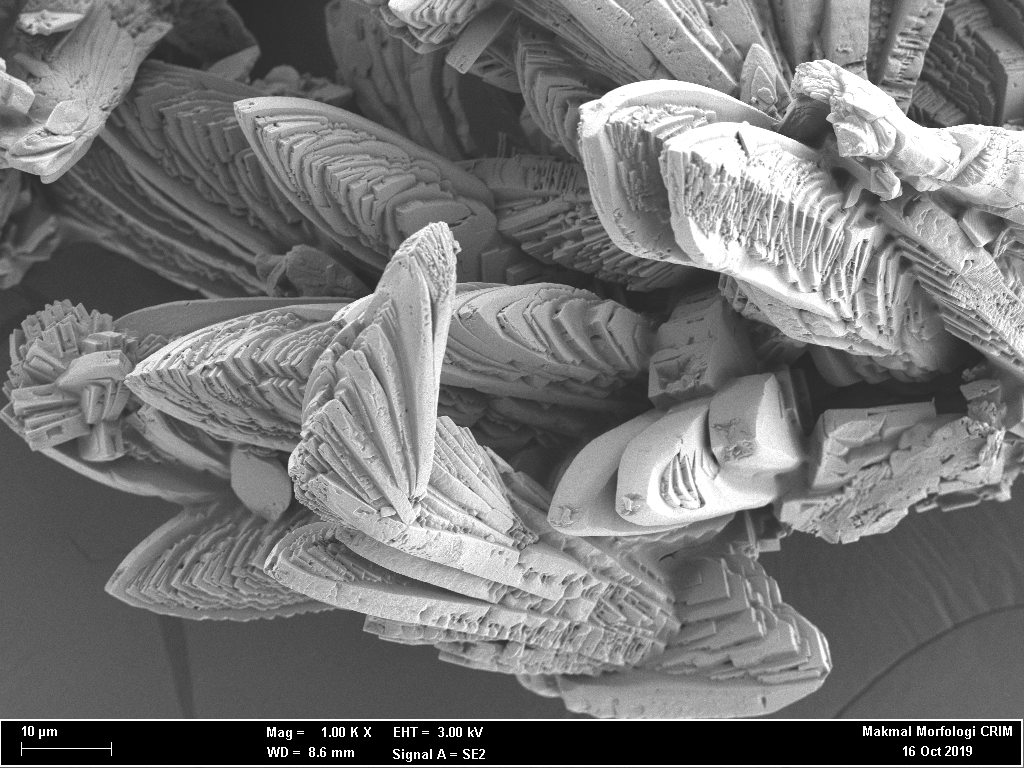 10 µm
Mag = 1.00 K X EHT = 3.00 kV Makmal Morfologi CRIM
WD = 8.6 mm Signal A = SE2 16 Oct 2019